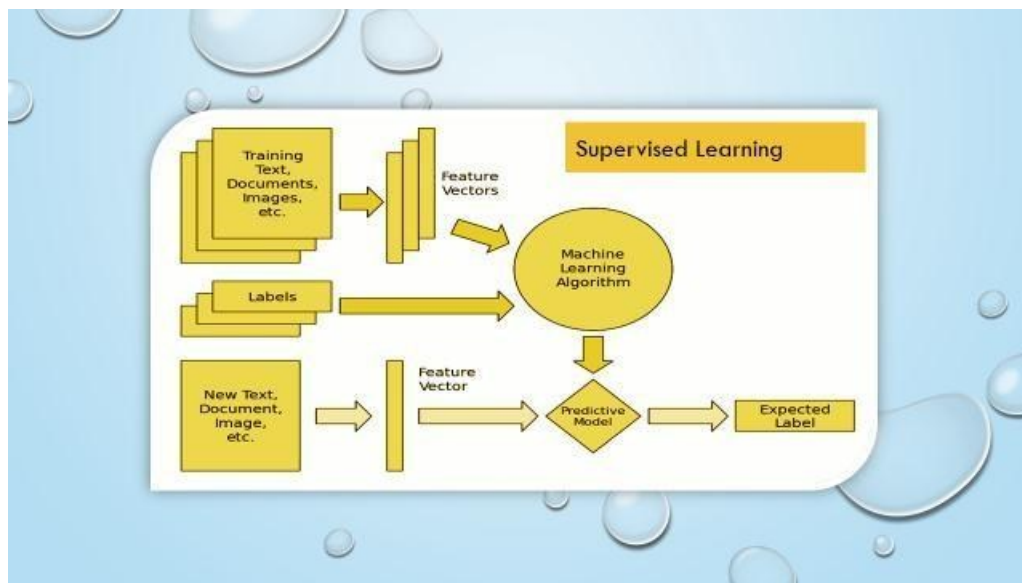 Supervised Learning
Training
Text,
Documents,
Images,
etc.
Feature
Vectors
Machine
Learning
Algorithm
Labels
New Text,
Document,
Image,
etc.
Feature
Vector
Predictive
Model
Expected
Label